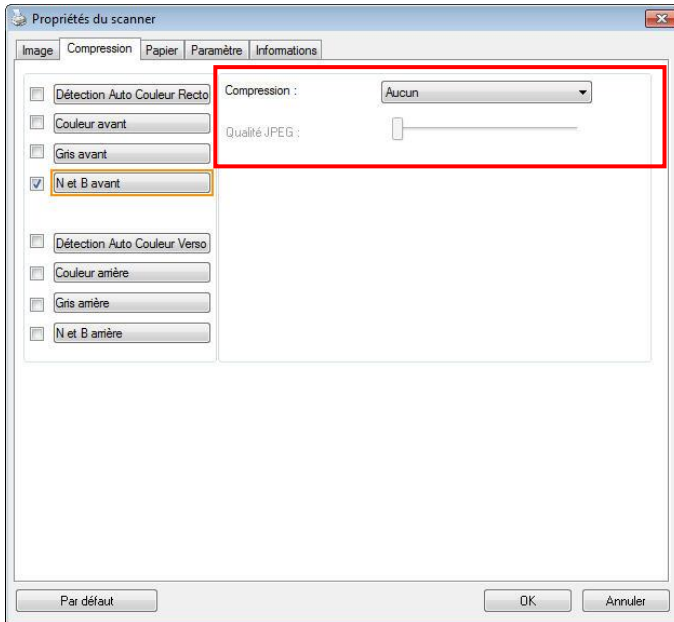 Propriétés du scanner
Image Compression Papier Paramètre Informations
Détection Auto Couleur Recto
Couleur avant
Gris avant
N et B avant
Détection Auto Couleur Verso
Couleur arrière
Gris arrière
N et B arrière
Compression : Aucun
Qualité JPEG :
Par défaut OK Annuler